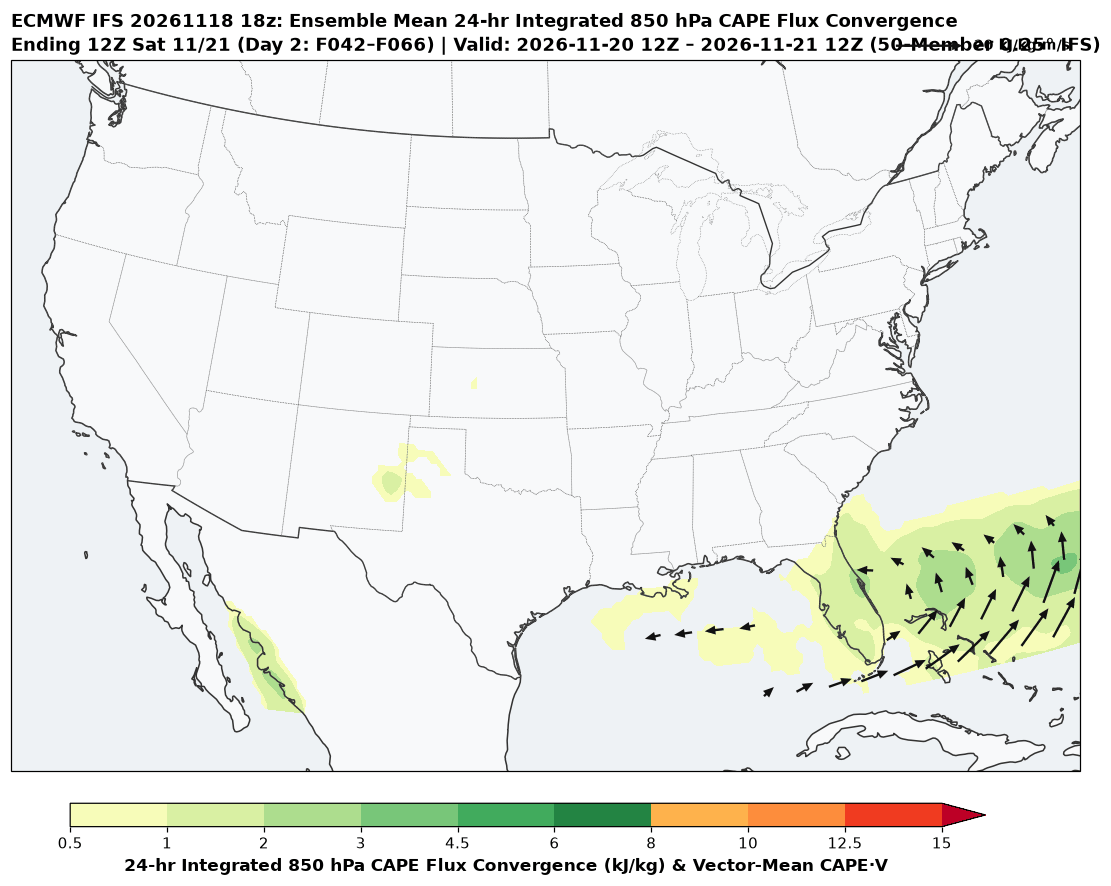 ECMWF IFS 20261118 18z: Ensemble Mean 24-hr Integrated 850 hPa CAPE Flux Convergence
Ending 12Z Sat 11/21 (Day 2: F042–F066) | Valid: 2026-11-20 12Z – 2026-11-21 12Z (50-Member 0.25° IFS)
0.5 1 2 3 4.5 6 8 10 12.5 15
24-hr Integrated 850 hPa CAPE Flux Convergence (kJ/kg) & Vector-Mean CAPE·V